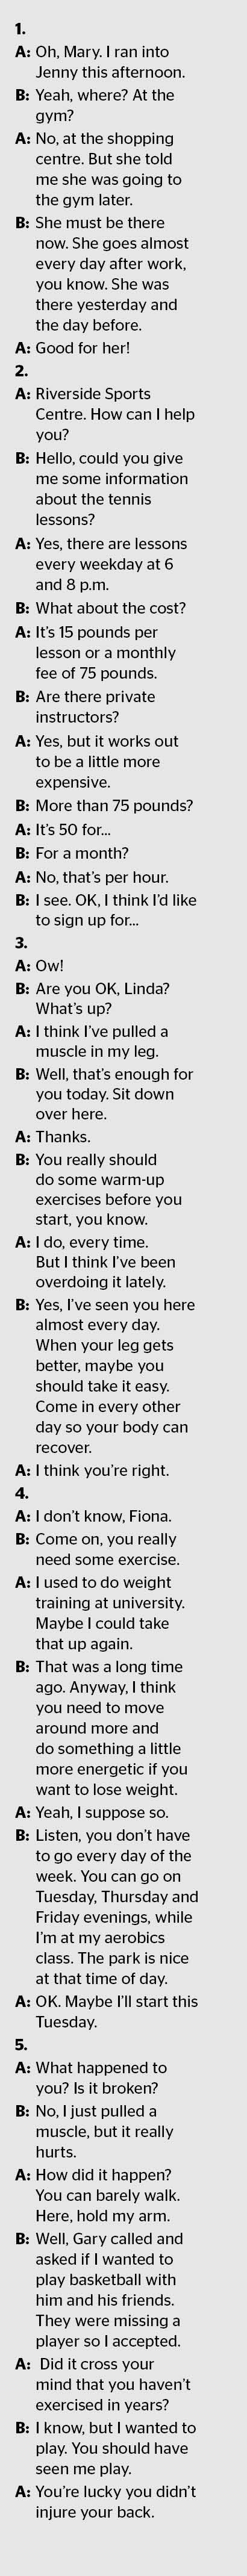 1.
A: Oh, Mary. I ran into
Jenny this afternoon.
B: Yeah, where? At the
gym?
A: No, at the shopping
centre. But she told
me she was going to
the gym later.
B: She must be there
now. She goes almost
every day after work,
you know. She was
there yesterday and
the day before.
A: Good for her!
2.
A: Riverside Sports
Centre. How can I help
you?
B: Hello, could you give
me some information
about the tennis
lessons?
A: Yes, there are lessons
every weekday at 6
and 8 p.m.
B: What about the cost?
A: It's 15 pounds per
lesson or a monthly
fee of 75 pounds.
B: Are there private
instructors?
A: Yes, but it works out
to be a little more
expensive.
B: More than 75 pounds?
A: It's 50 for...
B: For a month?
A: No, that's per hour.
B: I see. OK, I think I'd like
to sign up for...
3.
A: Ow!
B: Are you OK, Linda?
What's up?
A: I think I've pulled a
muscle in my leg.
B: Well, that's enough for
you today. Sit down
over here.
A: Thanks.
B: You really should
do some warm-up
exercises before you
start, you know.
A: I do, every time.
But I think I've been
overdoing it lately.
B: Yes, I've seen you here
almost every day.
When your leg gets
better, maybe you
should take it easy.
Come in every other
day so your body can
recover.
A: I think you're right.
4.
A: I don't know, Fiona.
B: Come on, you really
need some exercise.
A: I used to do weight
training at university.
Maybe I could take
that up again.
B: That was a long time
ago. Anyway, I think
you need to move
around more and
do something a little
more energetic if you
want to lose weight.
A: Yeah, I suppose so.
B: Listen, you don't have
to go every day of the
week. You can go on
Tuesday, Thursday and
Friday evenings, while
I'm at my aerobics
class. The park is nice
at that time of day.
A: OK. Maybe I'll start this
Tuesday.
5.
A: What happened to
you? Is it broken?
B: No, I just pulled a
muscle, but it really
hurts.
A: How did it happen?
You can barely walk.
Here, hold my arm.
B: Well, Gary called and
asked if I wanted to
play basketball with
him and his friends.
They were missing a
player so I accepted.
A: Did it cross your
mind that you haven't
exercised in years?
B: I know, but I wanted to
play. You should have
seen me play.
A: You're lucky you didn't
injure your back.